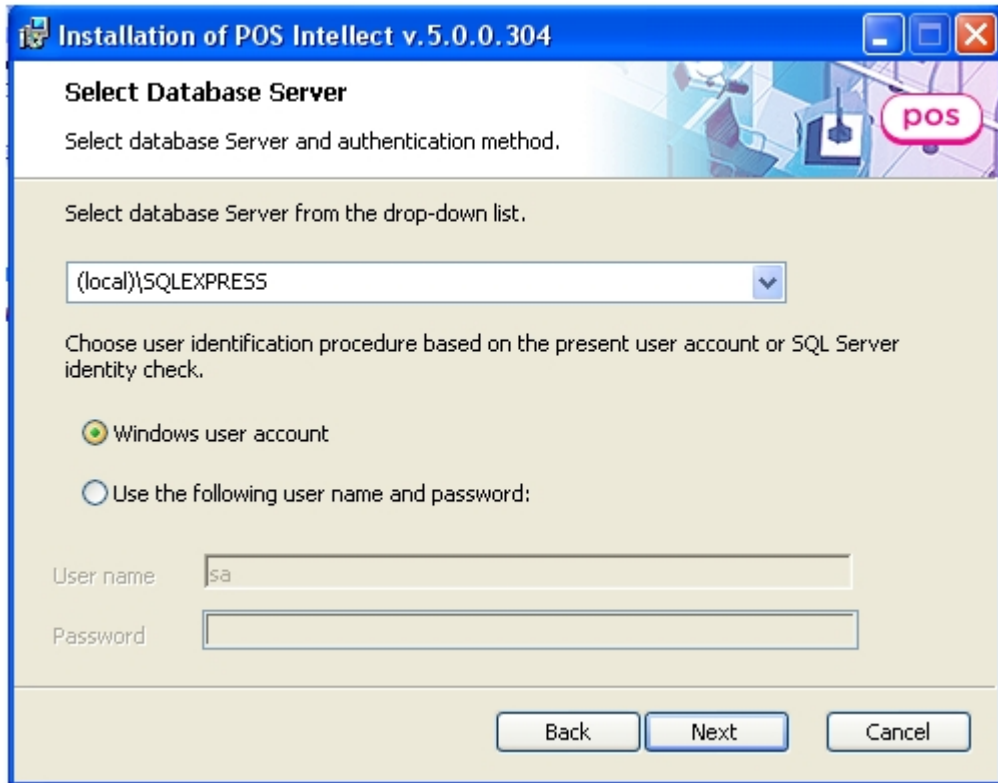 Installation of POS Intellect v.5.0.0.304
Select Database Server
Select database Server and authentication method.
pos
Select database Server from the drop-down list.
(local)\SQLEXPRESS
Choose user identification procedure based on the present user account or SQL Server
identity check.
Windows user account
Use the following user name and password:
User name
sa
Password
Back
Next
Cancel